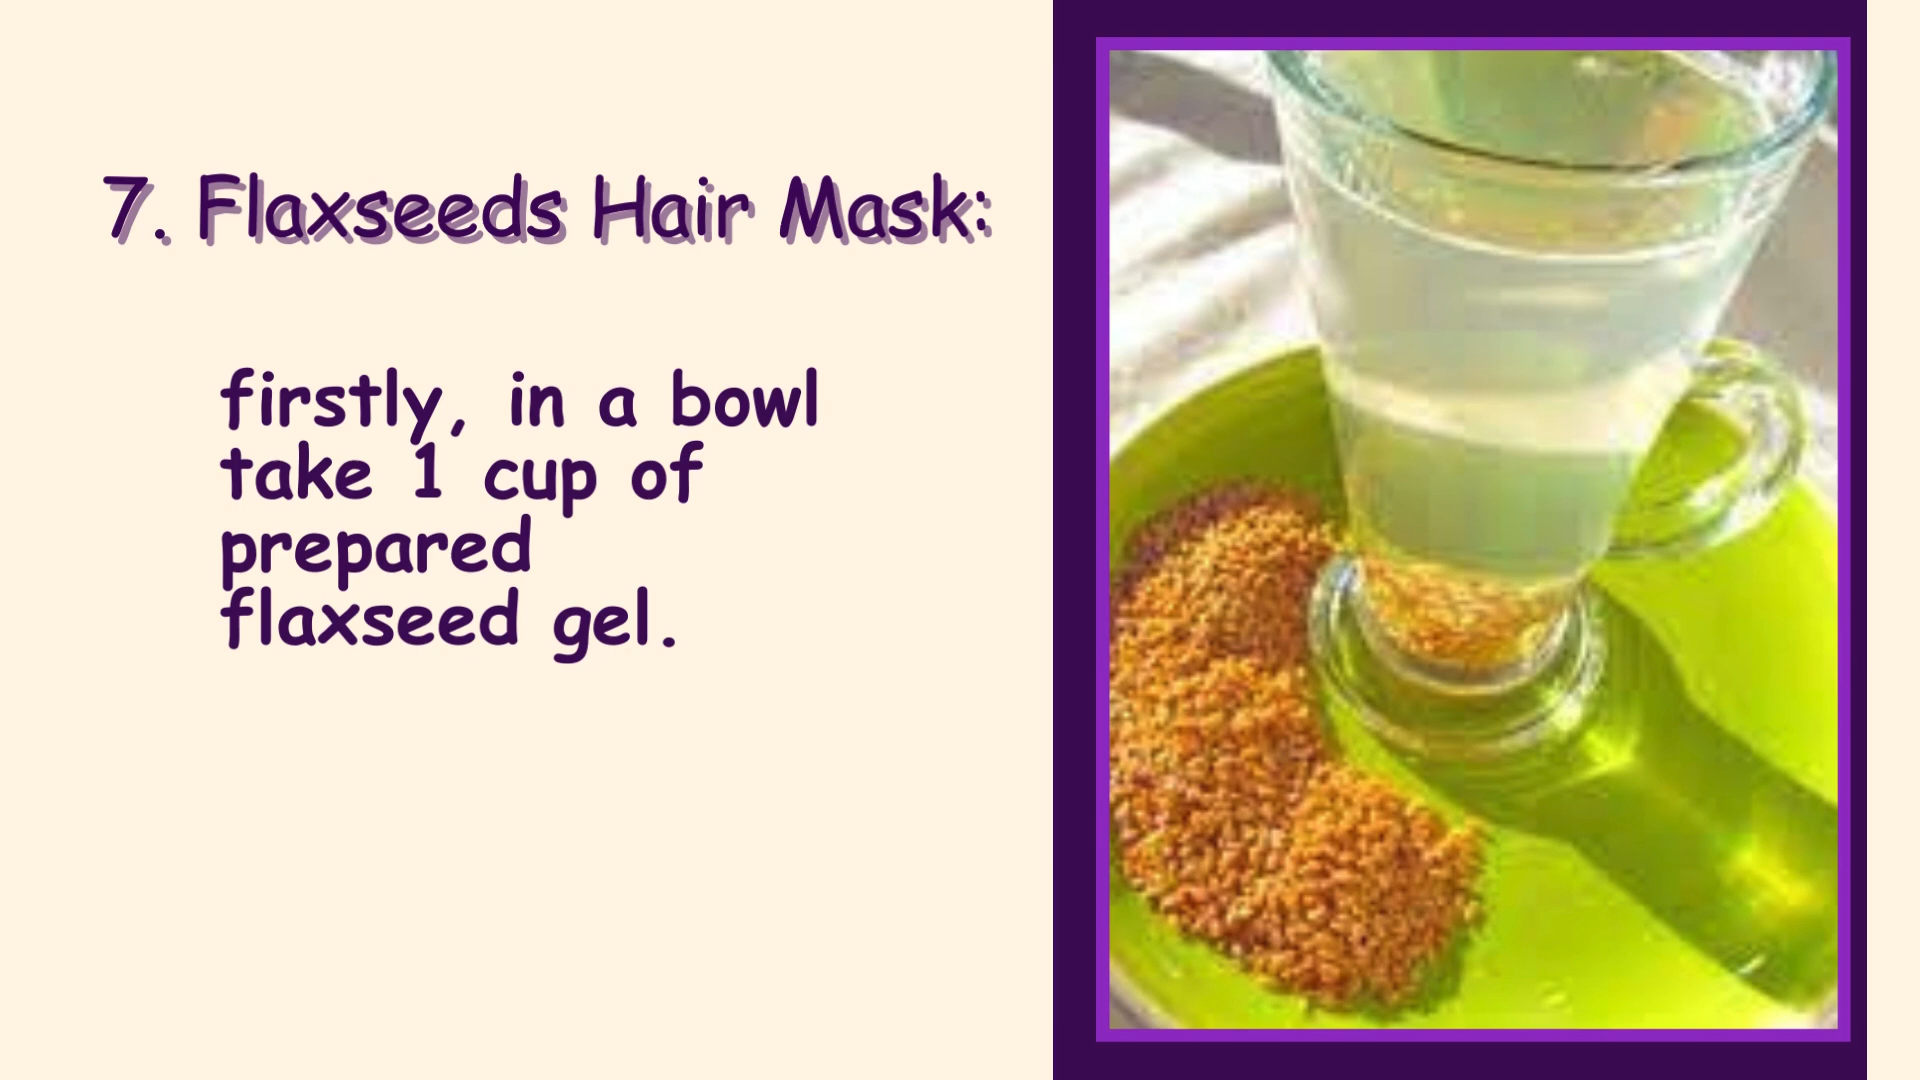 7. Flaxseeds Hair Mask:
firstly, in a bowl
take 1 cup of
prepared
flaxseed gel.